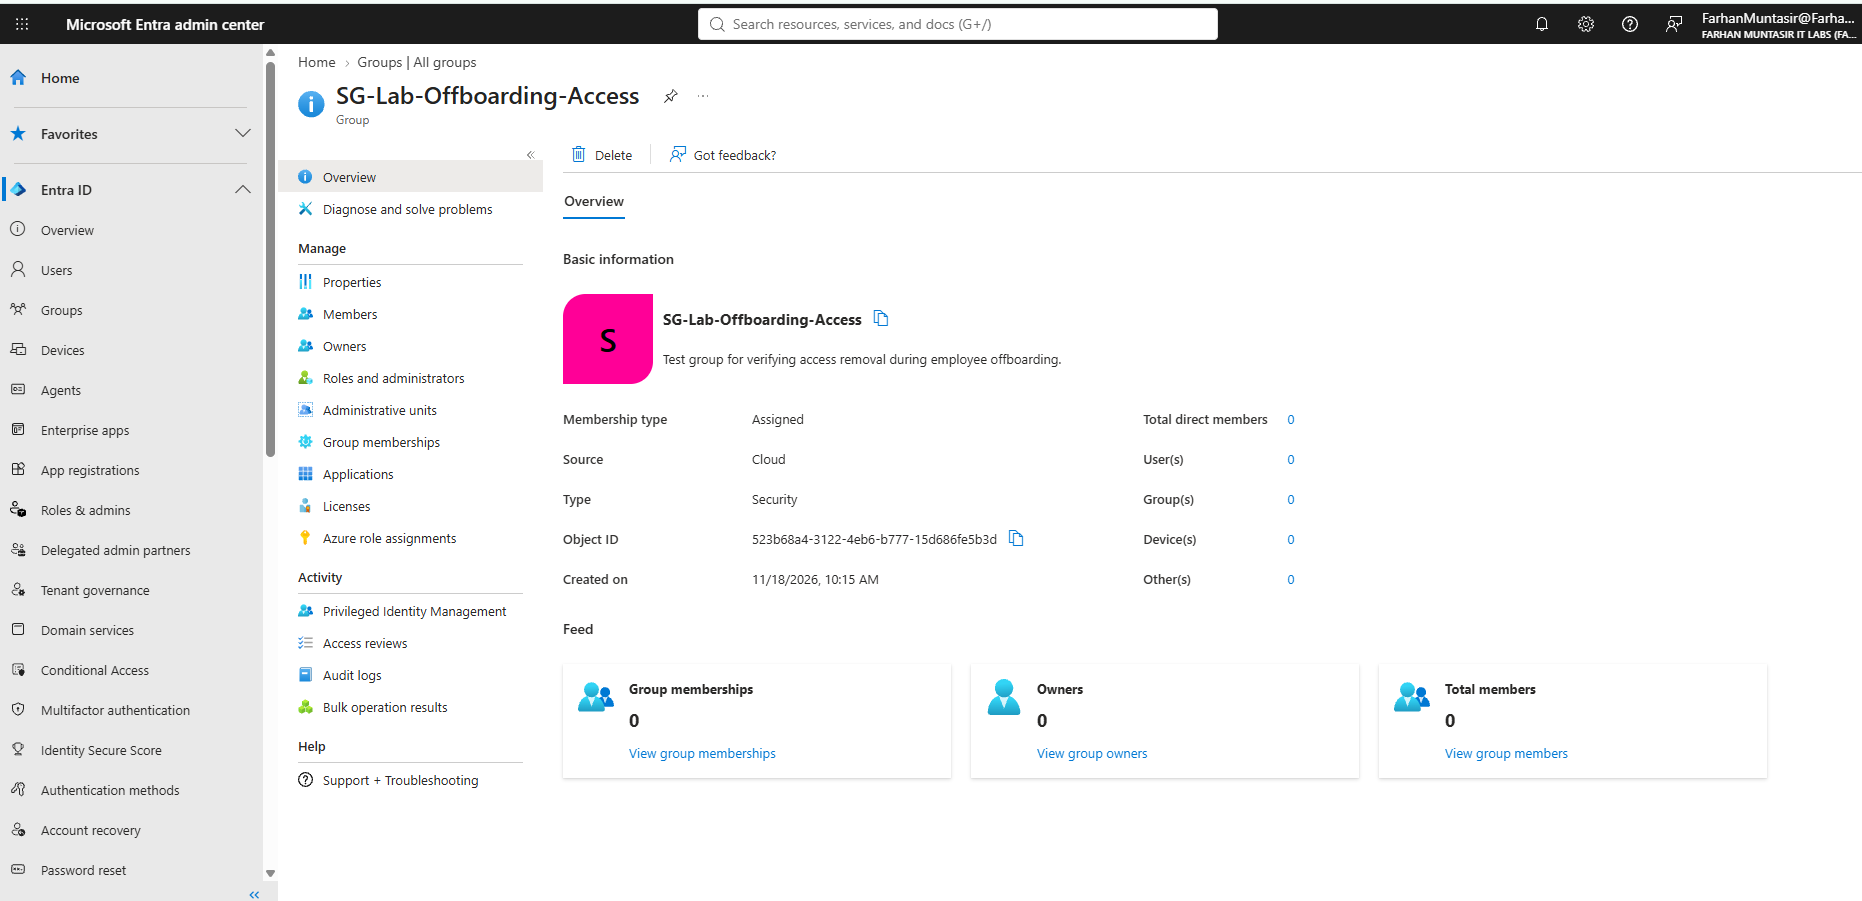 Microsoft Entra admin center
Search resources, services, and docs (G+/)
FarhanMuntasir@Farha...
FARHAN MUNTASIR IT LABS (FA...
Home
Favorites
Entra ID
Overview
Users
Groups
Devices
Agents
Enterprise apps
App registrations
Roles & admins
Delegated admin partners
Tenant governance
Domain services
Conditional Access
Multifactor authentication
Identity Secure Score
Authentication methods
Account recovery
Password reset
Home > Groups | All groups
SG-Lab-Offboarding-Access
Group
Overview
Diagnose and solve problems
Manage
Properties
Members
Owners
Roles and administrators
Administrative units
Group memberships
Applications
Licenses
Azure role assignments
Activity
Privileged Identity Management
Access reviews
Audit logs
Bulk operation results
Help
Support + Troubleshooting
Delete
Got feedback?
Overview
Basic information
S
SG-Lab-Offboarding-Access
Test group for verifying access removal during employee offboarding.
Membership type Assigned
Source Cloud
Type Security
Object ID 523b68a4-3122-4eb6-b777-15d686fe5b3d
Created on 11/18/2026, 10:15 AM
Total direct members 0
User(s) 0
Group(s) 0
Device(s) 0
Other(s) 0
Feed
Group memberships
0
View group memberships
Owners
0
View group owners
Total members
0
View group members